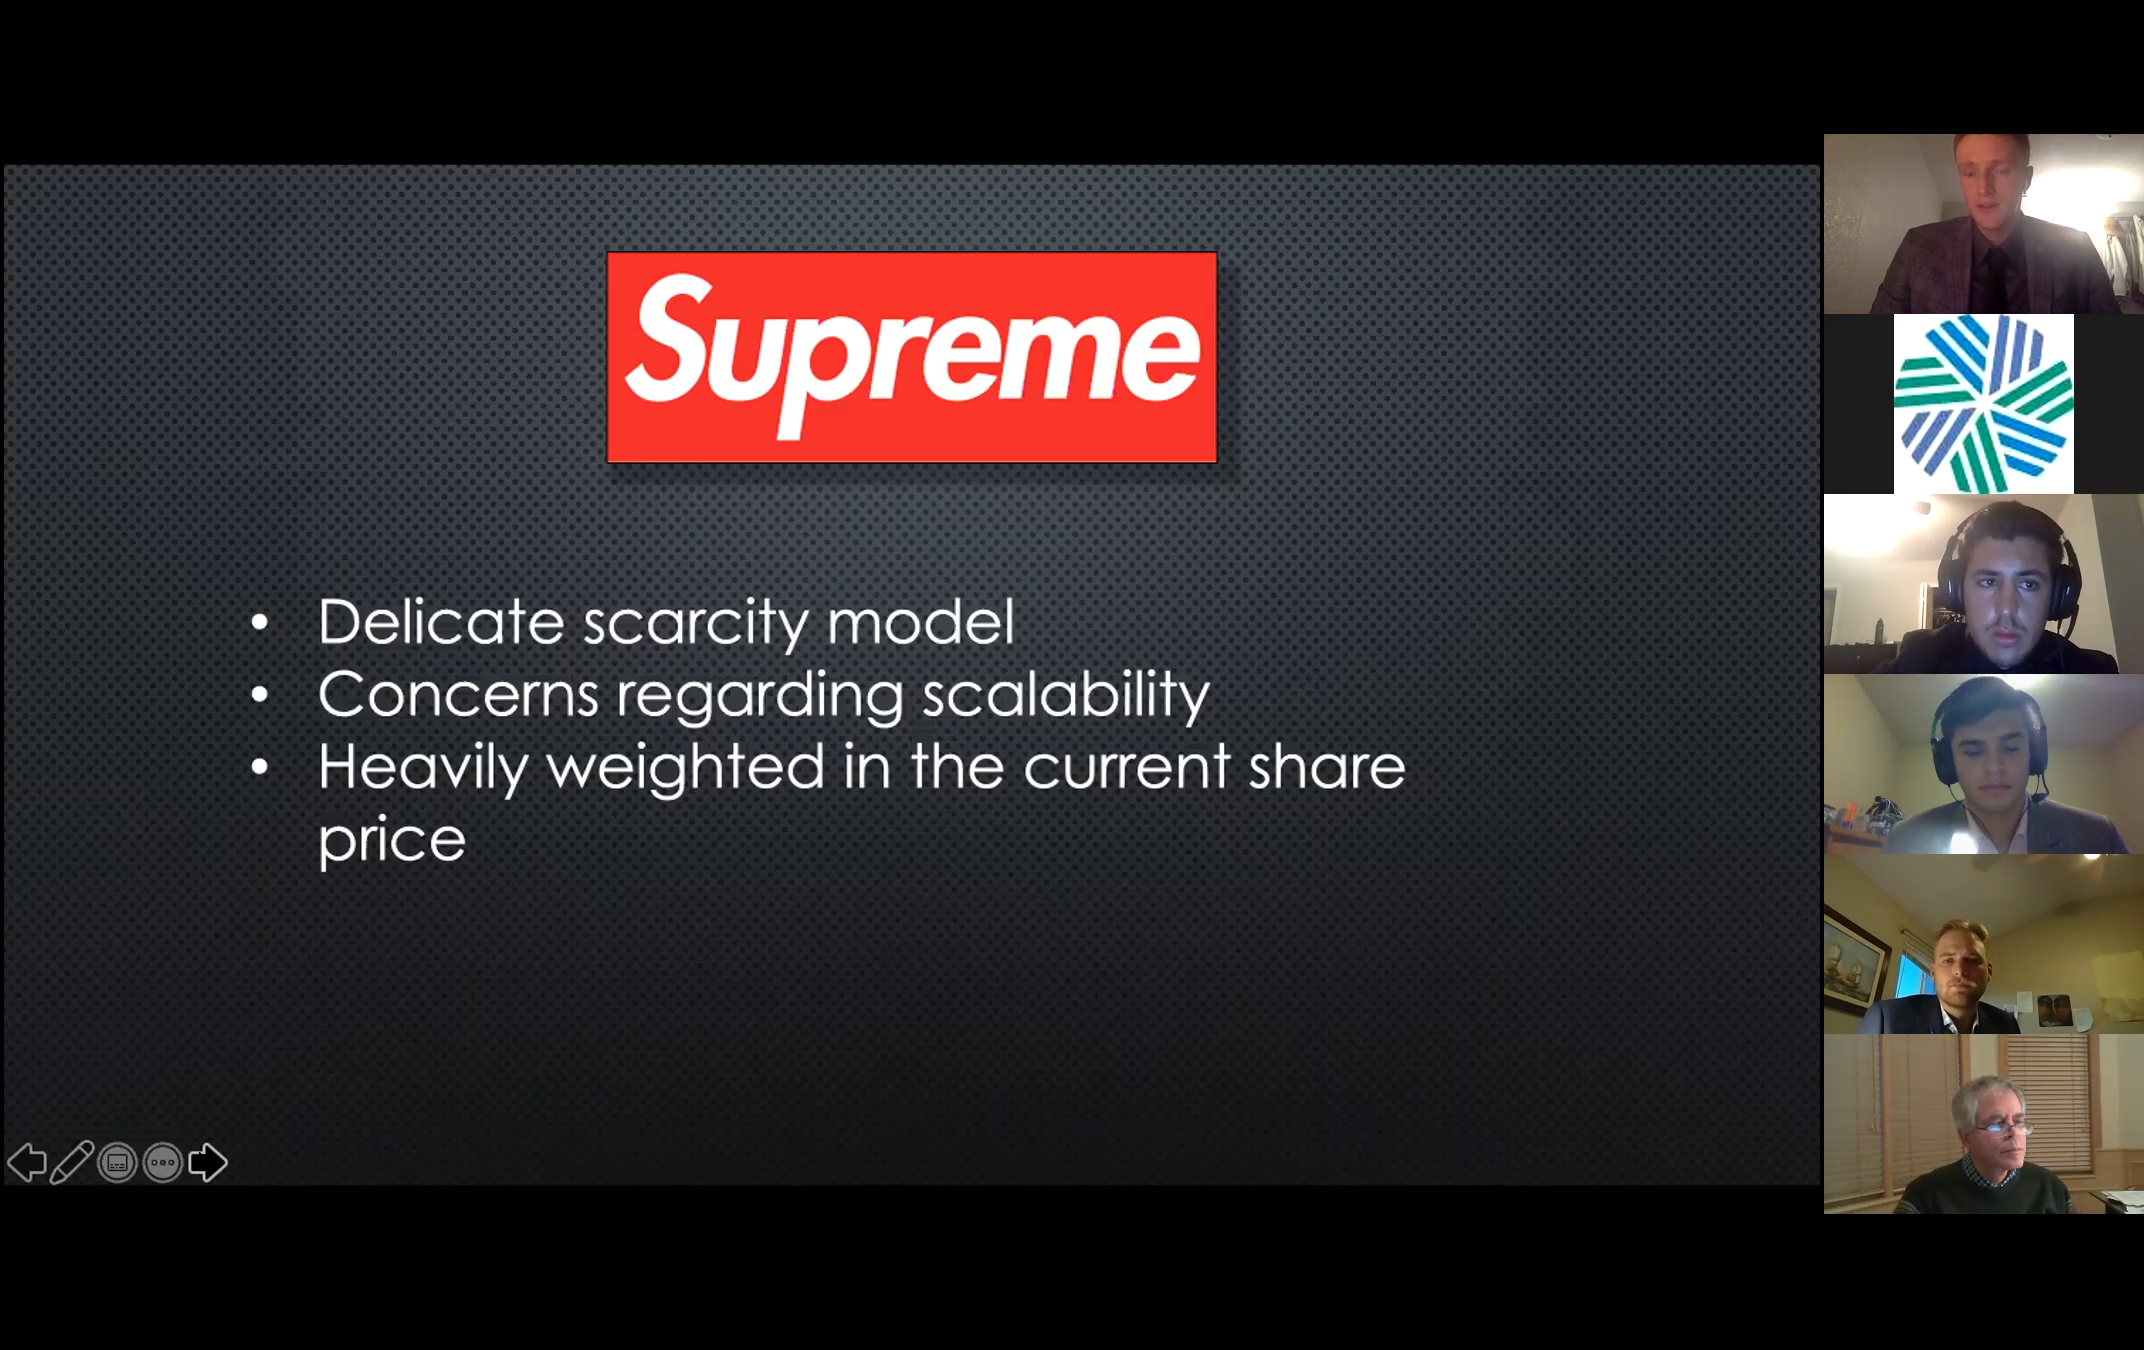 Supreme
• Delicate scarcity model
• Concerns regarding scalability
• Heavily weighted in the current share
price